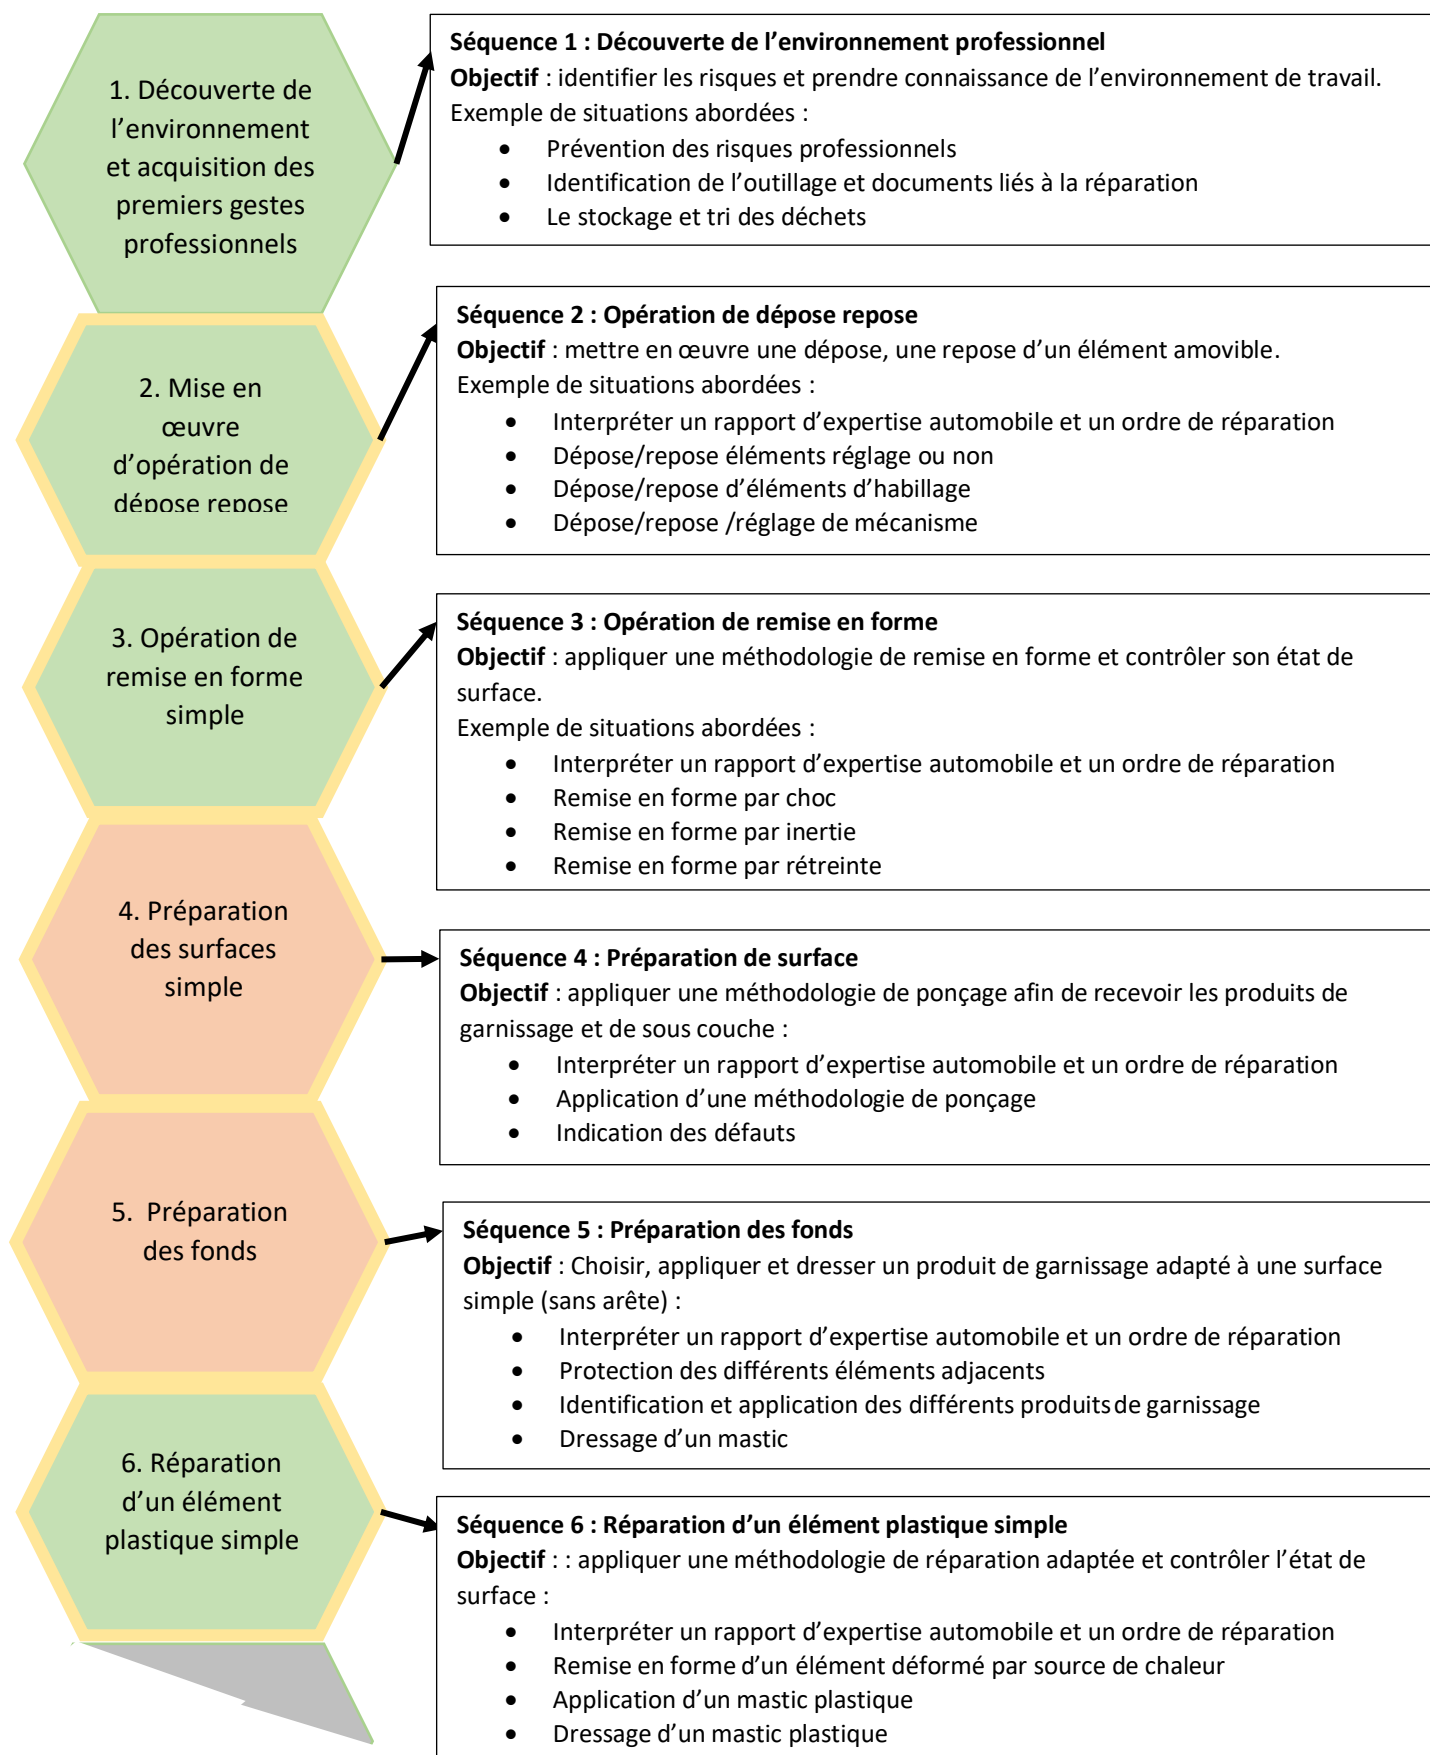 1. Découverte de
l’environnement
et acquisition des
premiers gestes
professionnels
Séquence 1 : Découverte de l’environnement professionnel
Objectif : identifier les risques et prendre connaissance de l’environnement de travail.
Exemple de situations abordées :
• Prévention des risques professionnels
• Identification de l’outillage et documents liés à la réparation
• Le stockage et tri des déchets
2. Mise en
œuvre
d’opération de
dépose repose
Séquence 2 : Opération de dépose repose
Objectif : mettre en œuvre une dépose, une repose d’un élément amovible.
Exemple de situations abordées :
• Interpréter un rapport d’expertise automobile et un ordre de réparation
• Dépose/repose éléments réglage ou non
• Dépose/repose d’éléments d’habillage
• Dépose/repose /réglage de mécanisme
3. Opération de
remise en forme
simple
Séquence 3 : Opération de remise en forme
Objectif : appliquer une méthodologie de remise en forme et contrôler son état de
surface.
Exemple de situations abordées :
• Interpréter un rapport d’expertise automobile et un ordre de réparation
• Remise en forme par choc
• Remise en forme par inertie
• Remise en forme par rétreinte
4. Préparation
des surfaces
simple
Séquence 4 : Préparation de surface
Objectif : appliquer une méthodologie de ponçage afin de recevoir les produits de
garnissage et de sous couche :
• Interpréter un rapport d’expertise automobile et un ordre de réparation
• Application d’une méthodologie de ponçage
• Indication des défauts
5. Préparation
des fonds
Séquence 5 : Préparation des fonds
Objectif : Choisir, appliquer et dresser un produit de garnissage adapté à une surface
simple (sans arête) :
• Interpréter un rapport d’expertise automobile et un ordre de réparation
• Protection des différents éléments adjacents
• Identification et application des différents produits de garnissage
• Dressage d’un mastic
6. Réparation
d’un élément
plastique simple
Séquence 6 : Réparation d’un élément plastique simple
Objectif : : appliquer une méthodologie de réparation adaptée et contrôler l’état de
surface :
• Interpréter un rapport d’expertise automobile et un ordre de réparation
• Remise en forme d’un élément déformé par source de chaleur
• Application d’un mastic plastique
• Dressage d’un mastic plastique